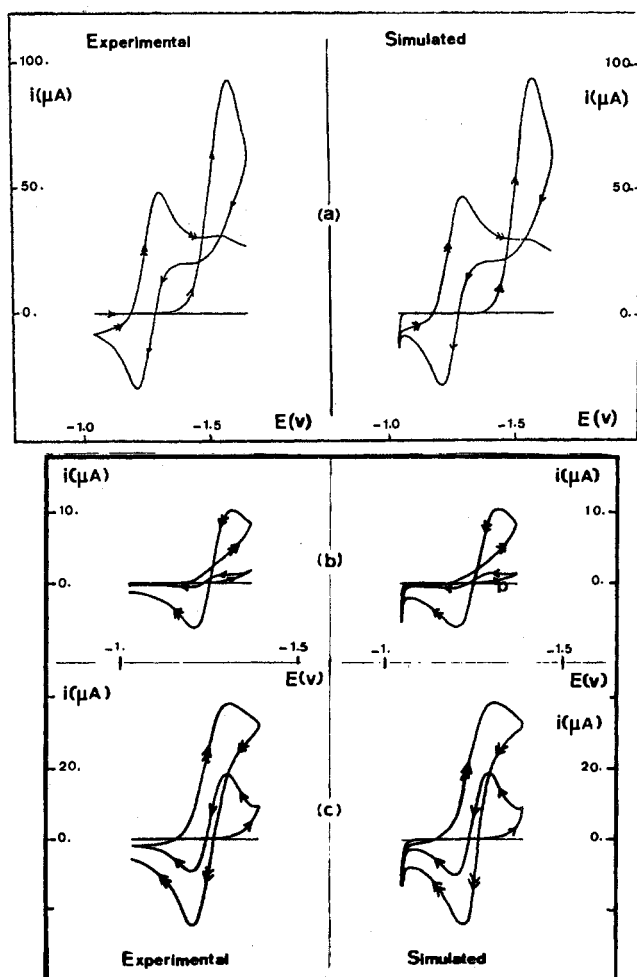 Experimental Simulated
100. 100.
i(μA) i(μA)
50. 50.
(a)
0. 0.
-1.0 -1.5 E(v) -1.0 -1.5 E(v)
i(μA) i(μA)
10. 10.
(b)
0. 0.
p
-1. -1.5 -1. -1.5
E(v) E(v)
i(μA) i(μA)
20. 20.
(c)
0. 0.
Experimental Simulated